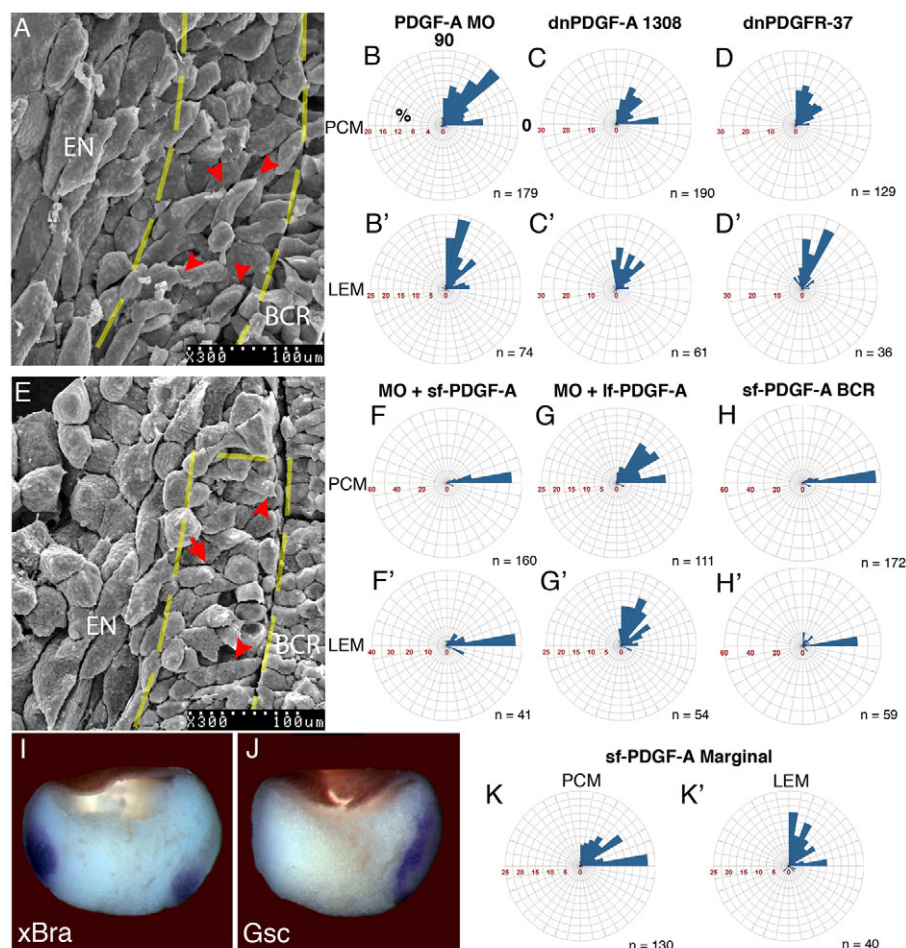 A
EN
BCR
X300 100um
PDGF-A MO
90
B
PCM
%
20 12 8 4 0
0
n = 179
dnPDGF-A 1308
C
30 20 10 0
n = 190
dnPDGFR-37
D
30 20 10 0
n = 129
B'
LEM
25 20 15 10 5 0
n = 74
C'
25 20 15 10 5 0
n = 61
D'
30 20 10 0
n = 36
E
EN
BCR
X300 100um
MO + sf-PDGF-A
F
PCM
60 40 20 0
n = 160
MO + lf-PDGF-A
G
25 20 15 10 5 0
n = 111
sf-PDGF-A BCR
H
60 40 20 0
n = 172
F'
LEM
40 30 20 10 0
n = 41
G'
25 20 15 10 5 0
n = 54
H'
60 40 20 0
n = 59
I
xBra
J
Gsc
sf-PDGF-A Marginal
PCM
K
25 20 15 10 5 0
n = 130
LEM
K'
25 20 15 10 5 0
n = 40